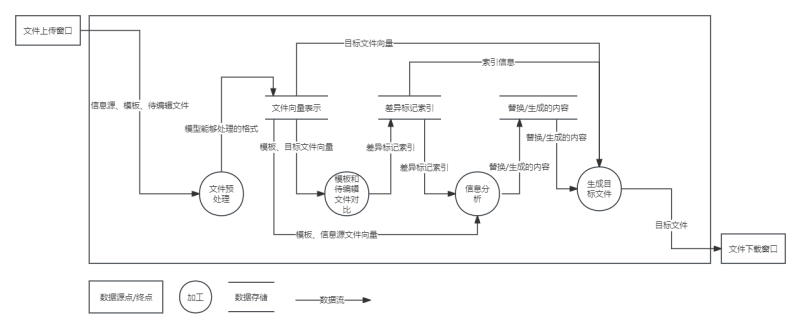 文件上传窗口
目标文件向量
索引信息
信息源、模板、待编辑文件
文件向量表示
差异标记索引
替换/生成的内容
模型能够处理的格式
模板、目标文件向量
差异标记索引
差异标记索引
替换/生成的内容
替换/生成的内容
文件预
处理
模板和
待编辑
文件对
比
信息分
析
生成目
标文件
目标文件
模板、信息源文件向量
文件下载窗口
数据源点/终点
加工
数据存储
数据流